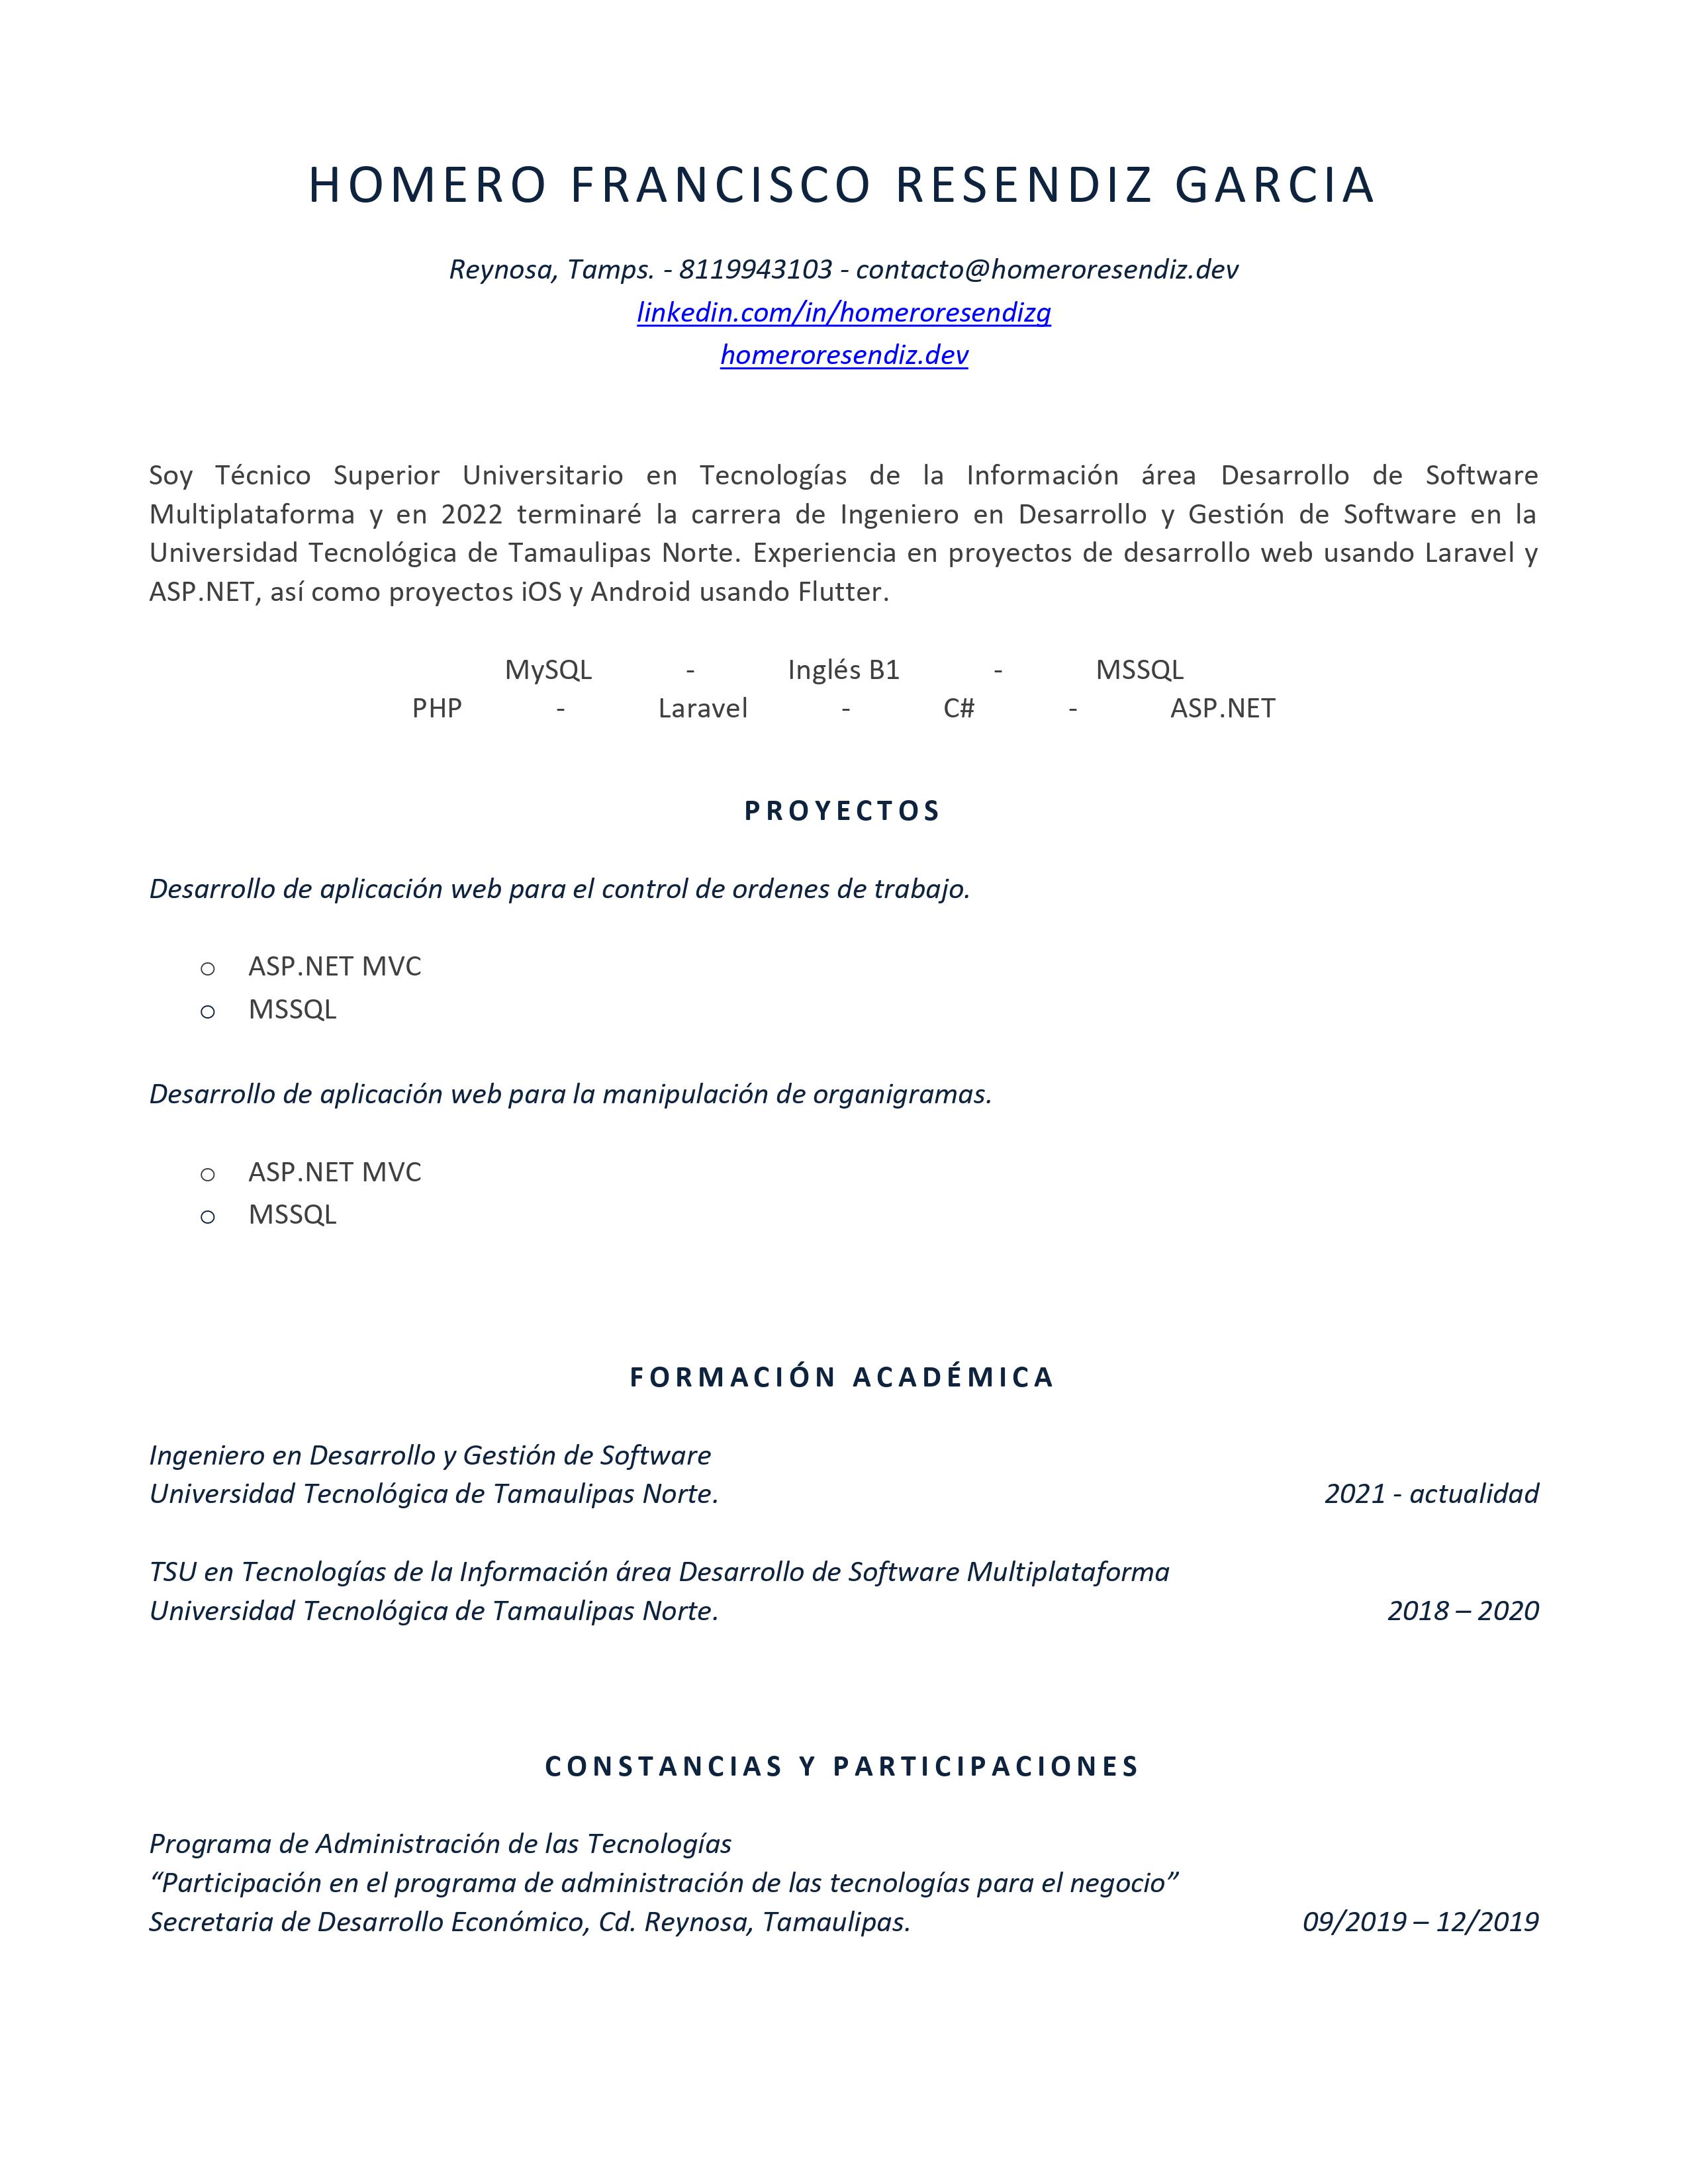 HOMERO FRANCISCO RESENDIZ GARCIA
Reynosa, Tamps. - 8119943103 - contacto@homeroresendiz.dev
linkedin.com/in/homeroresendizg
homeroresendiz.dev
Soy Técnico Superior Universitario en Tecnologías de la Información área Desarrollo de Software
Multiplataforma y en 2022 terminaré la carrera de Ingeniero en Desarrollo y Gestión de Software en la
Universidad Tecnológica de Tamaulipas Norte. Experiencia en proyectos de desarrollo web usando Laravel y
ASP.NET, así como proyectos iOS y Android usando Flutter.
MySQL - Inglés B1 - MSSQL
PHP - Laravel - C# - ASP.NET
PROYECTOS
Desarrollo de aplicación web para el control de ordenes de trabajo.
o ASP.NET MVC
o MSSQL
Desarrollo de aplicación web para la manipulación de organigramas.
o ASP.NET MVC
o MSSQL
FORMACIÓN ACADÉMICA
Ingeniero en Desarrollo y Gestión de Software
Universidad Tecnológica de Tamaulipas Norte. 2021 - actualidad
TSU en Tecnologías de la Información área Desarrollo de Software Multiplataforma
Universidad Tecnológica de Tamaulipas Norte. 2018 – 2020
CONSTANCIAS Y PARTICIPACIONES
Programa de Administración de las Tecnologías
“Participación en el programa de administración de las tecnologías para el negocio”
Secretaria de Desarrollo Económico, Cd. Reynosa, Tamaulipas. 09/2019 – 12/2019